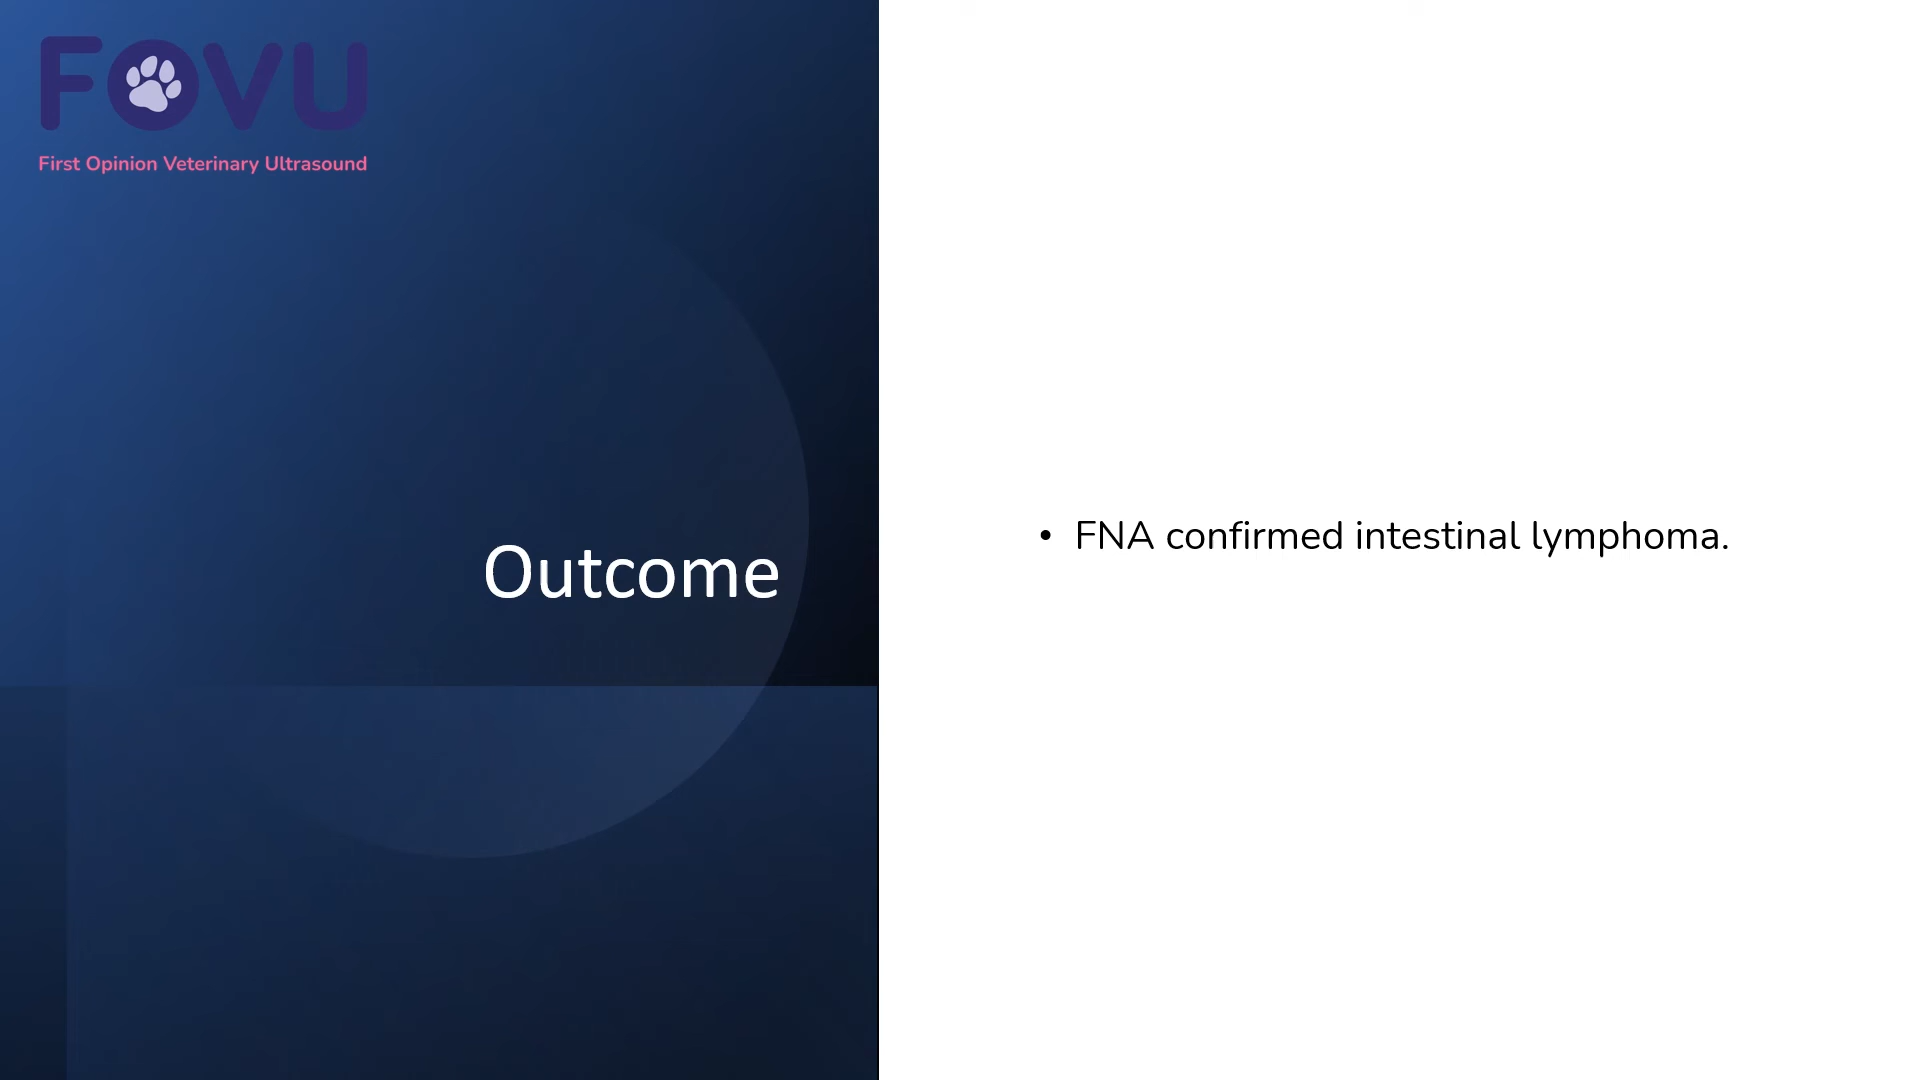 FOVU
First Opinion Veterinary Ultrasound
Outcome
• FNA confirmed intestinal lymphoma.